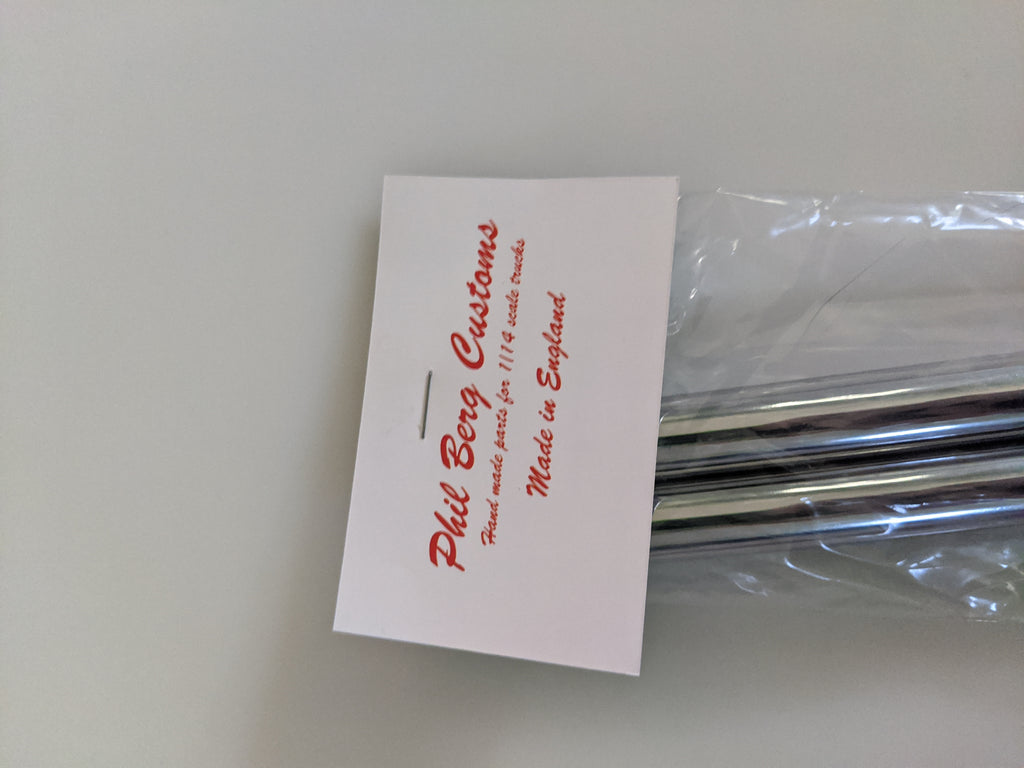 Phil Berg Customs
Hand made parts for 1/14 scale trucks
Made in England